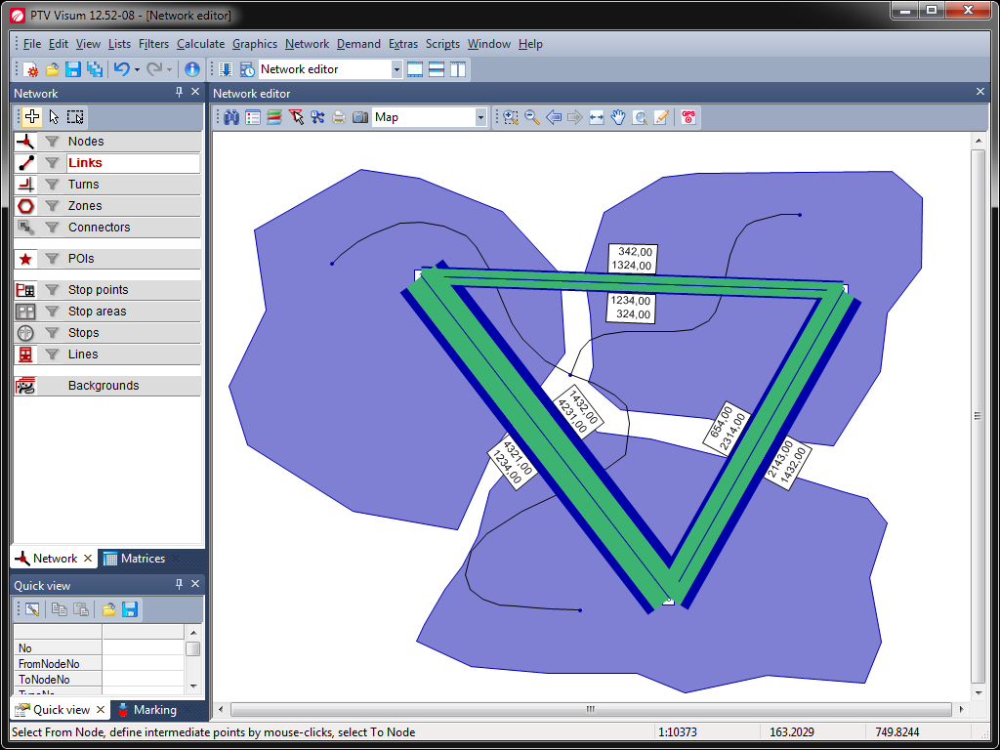 PTV Visum 12.52-08 - [Network editor]
File Edit View Lists Filters Calculate Graphics Network Demand Extras Scripts Window Help
Network editor
Network
Network editor
Map
GPS
Nodes
Links
Turns
Zones
Connectors
POIs
Stop points
Stop areas
Stops
Lines
Backgrounds
342,00
1324,00
1234,00
324,00
1432,00
4231,00
4321,00
1234,00
654,00
2314,00
2143,00
1432,00
Network
Matrices
Quick view
No
FromNodeNo
ToNodeNo
Quick view
Marking
Select From Node, define intermediate points by mouse-clicks, select To Node
1:10373
163.2029
749.8244